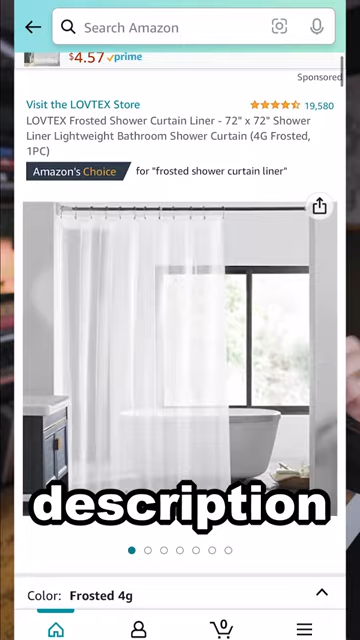 Search Amazon
$4.57 prime
Sponsored
Visit the LOVTEX Store 19,580
LOVTEX Frosted Shower Curtain Liner - 72" x 72" Shower
Liner Lightweight Bathroom Shower Curtain (4G Frosted,
1PC)
Amazon's Choice for "frosted shower curtain liner"
description
Color: Frosted 4g
0